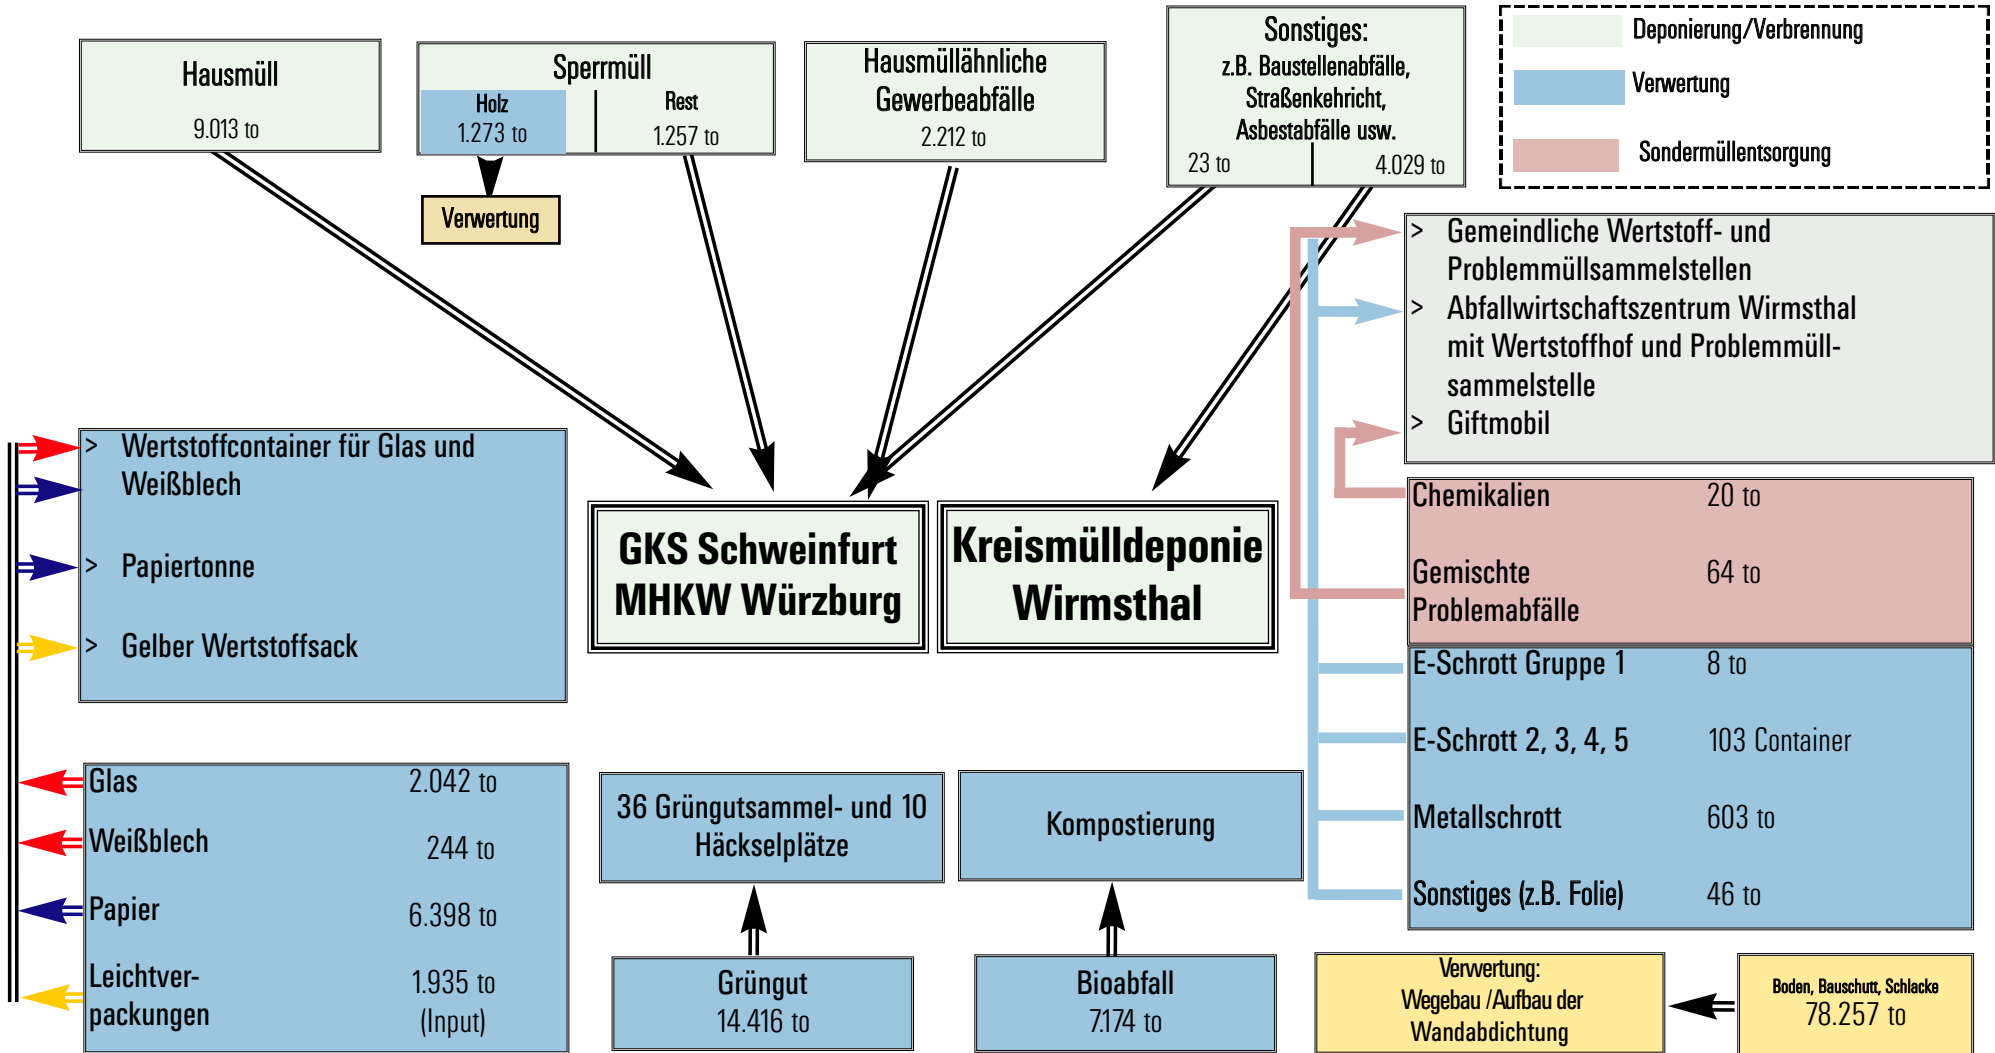 Hausmüll
9.013 to
Sperrmüll
Holz
1.273 to
Rest
1.257 to
Verwertung
Hausmüllähnliche
Gewerbeabfälle
2.212 to
Sonstiges:
z.B. Baustellenabfälle,
Straßenkehricht,
Asbestabfälle usw.
23 to
4.029 to
Deponierung/Verbrennung
Verwertung
Sondermüllentsorgung
> Gemeindliche Wertstoff- und
Problemmüllsammelstellen
> Abfallwirtschaftszentrum Wirmsthal
mit Wertstoffhof und Problemmüll-
sammelstelle
> Giftmobil
> Wertstoffcontainer für Glas und
Weißblech
> Papiertonne
> Gelber Wertstoffsack
GKS Schweinfurt
MHKW Würzburg
Kreismülldeponie
Wirmsthal
Chemikalien 20 to
Gemischte 64 to
Problemabfälle
E-Schrott Gruppe 1 8 to
E-Schrott 2, 3, 4, 5 103 Container
Metallschrott 603 to
Sonstiges (z.B. Folie) 46 to
Glas 2.042 to
Weißblech 244 to
Papier 6.398 to
Leichtver- 1.935 to
packungen (Input)
36 Grüngutsammel- und 10
Häckselplätze
Grüngut
14.416 to
Kompostierung
Bioabfall
7.174 to
Verwertung:
Wegebau /Aufbau der
Wandabdichtung
Boden, Bauschutt, Schlacke
78.257 to